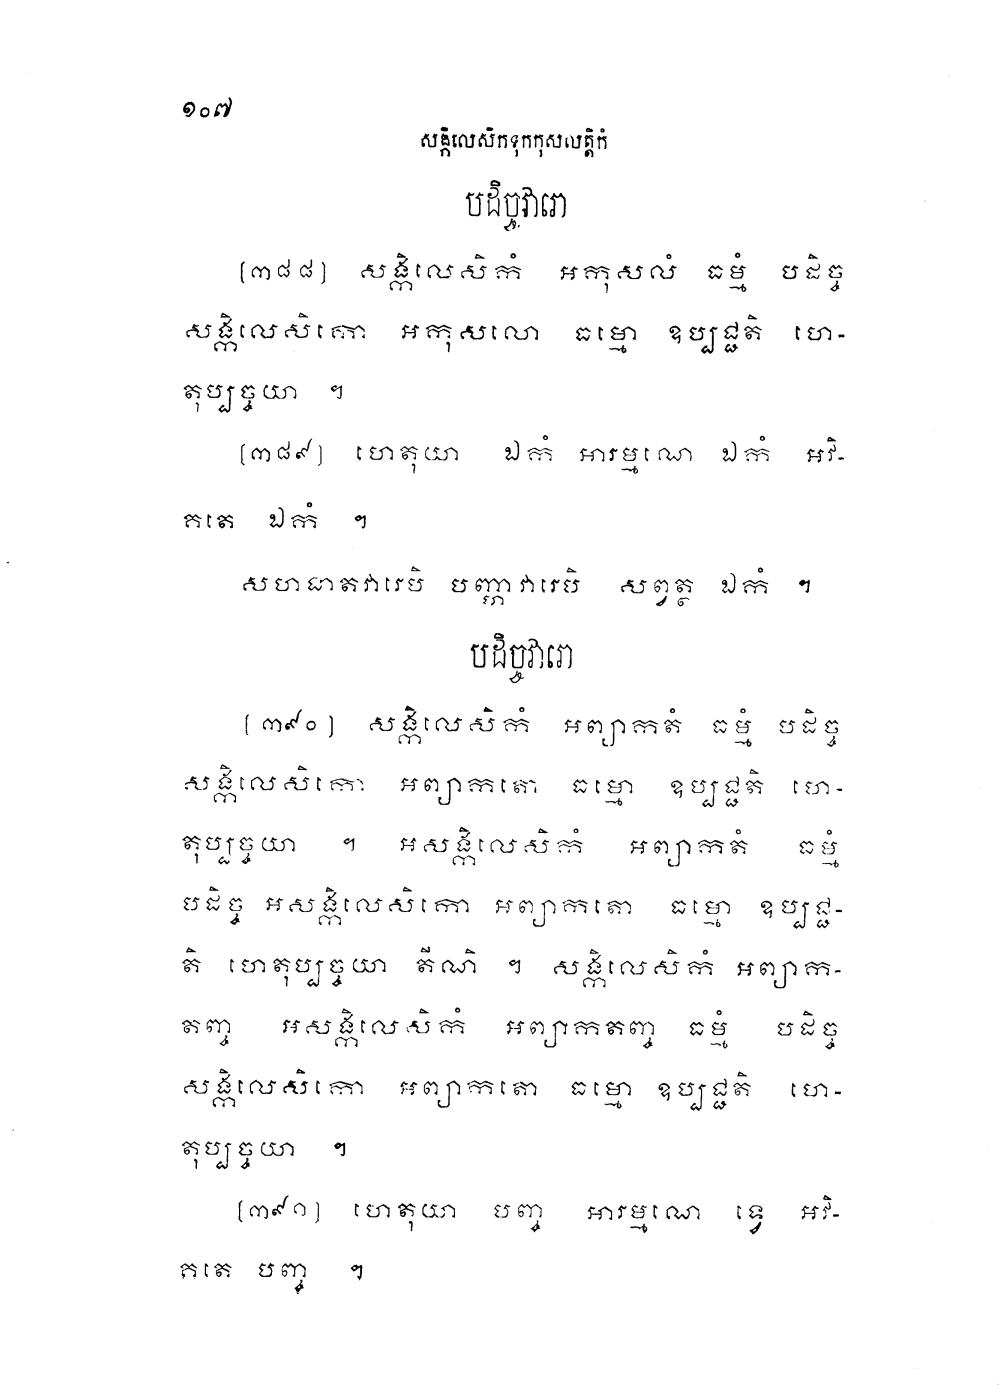 ១០៧
សង្កិលេសិកទុកកុសលត្តិកំ
បដិច្ចវារោ
(៣៨៨) សង្កិលេសិកំ អកុសលំ ធម្មំ បដិច្ច
សង្កិលេសិកោ អកុសលោ ធម្មោ ឧប្បជ្ជតិ ហេ-
តុប្បច្ចយា ។
(៣៨៩) ហេតុយា ឯកំ អារម្មណេ ឯកំ អវិ-
កតេ ឯកំ ។
សហជាតវារេបិ បញ្ហាវារេបិ សព្វត្ថ ឯកំ ។
បដិច្ចវារោ
(៣៩០) សង្កិលេសិកំ អព្យាកតំ ធម្មំ បដិច្ច
សង្កិលេសិកោ អព្យាកតោ ធម្មោ ឧប្បជ្ជតិ ហេ-
តុប្បច្ចយា ។ អសង្កិលេសិកំ អព្យាកតំ ធម្មំ
បដិច្ច អសង្កិលេសិកោ អព្យាកតោ ធម្មោ ឧប្បជ្ជ-
តិ ហេតុប្បច្ចយា តីណិ ។ សង្កិលេសិកំ អព្យាក-
តញ្ច អសង្កិលេសិកំ អព្យាកតញ្ច ធម្មំ បដិច្ច
សង្កិលេសិកោ អព្យាកតោ ធម្មោ ឧប្បជ្ជតិ ហេ-
តុប្បច្ចយា ។
(៣៩១) ហេតុយា បញ្ច អារម្មណេ ទ្វេ អវិ-
កតេ បញ្ច ។